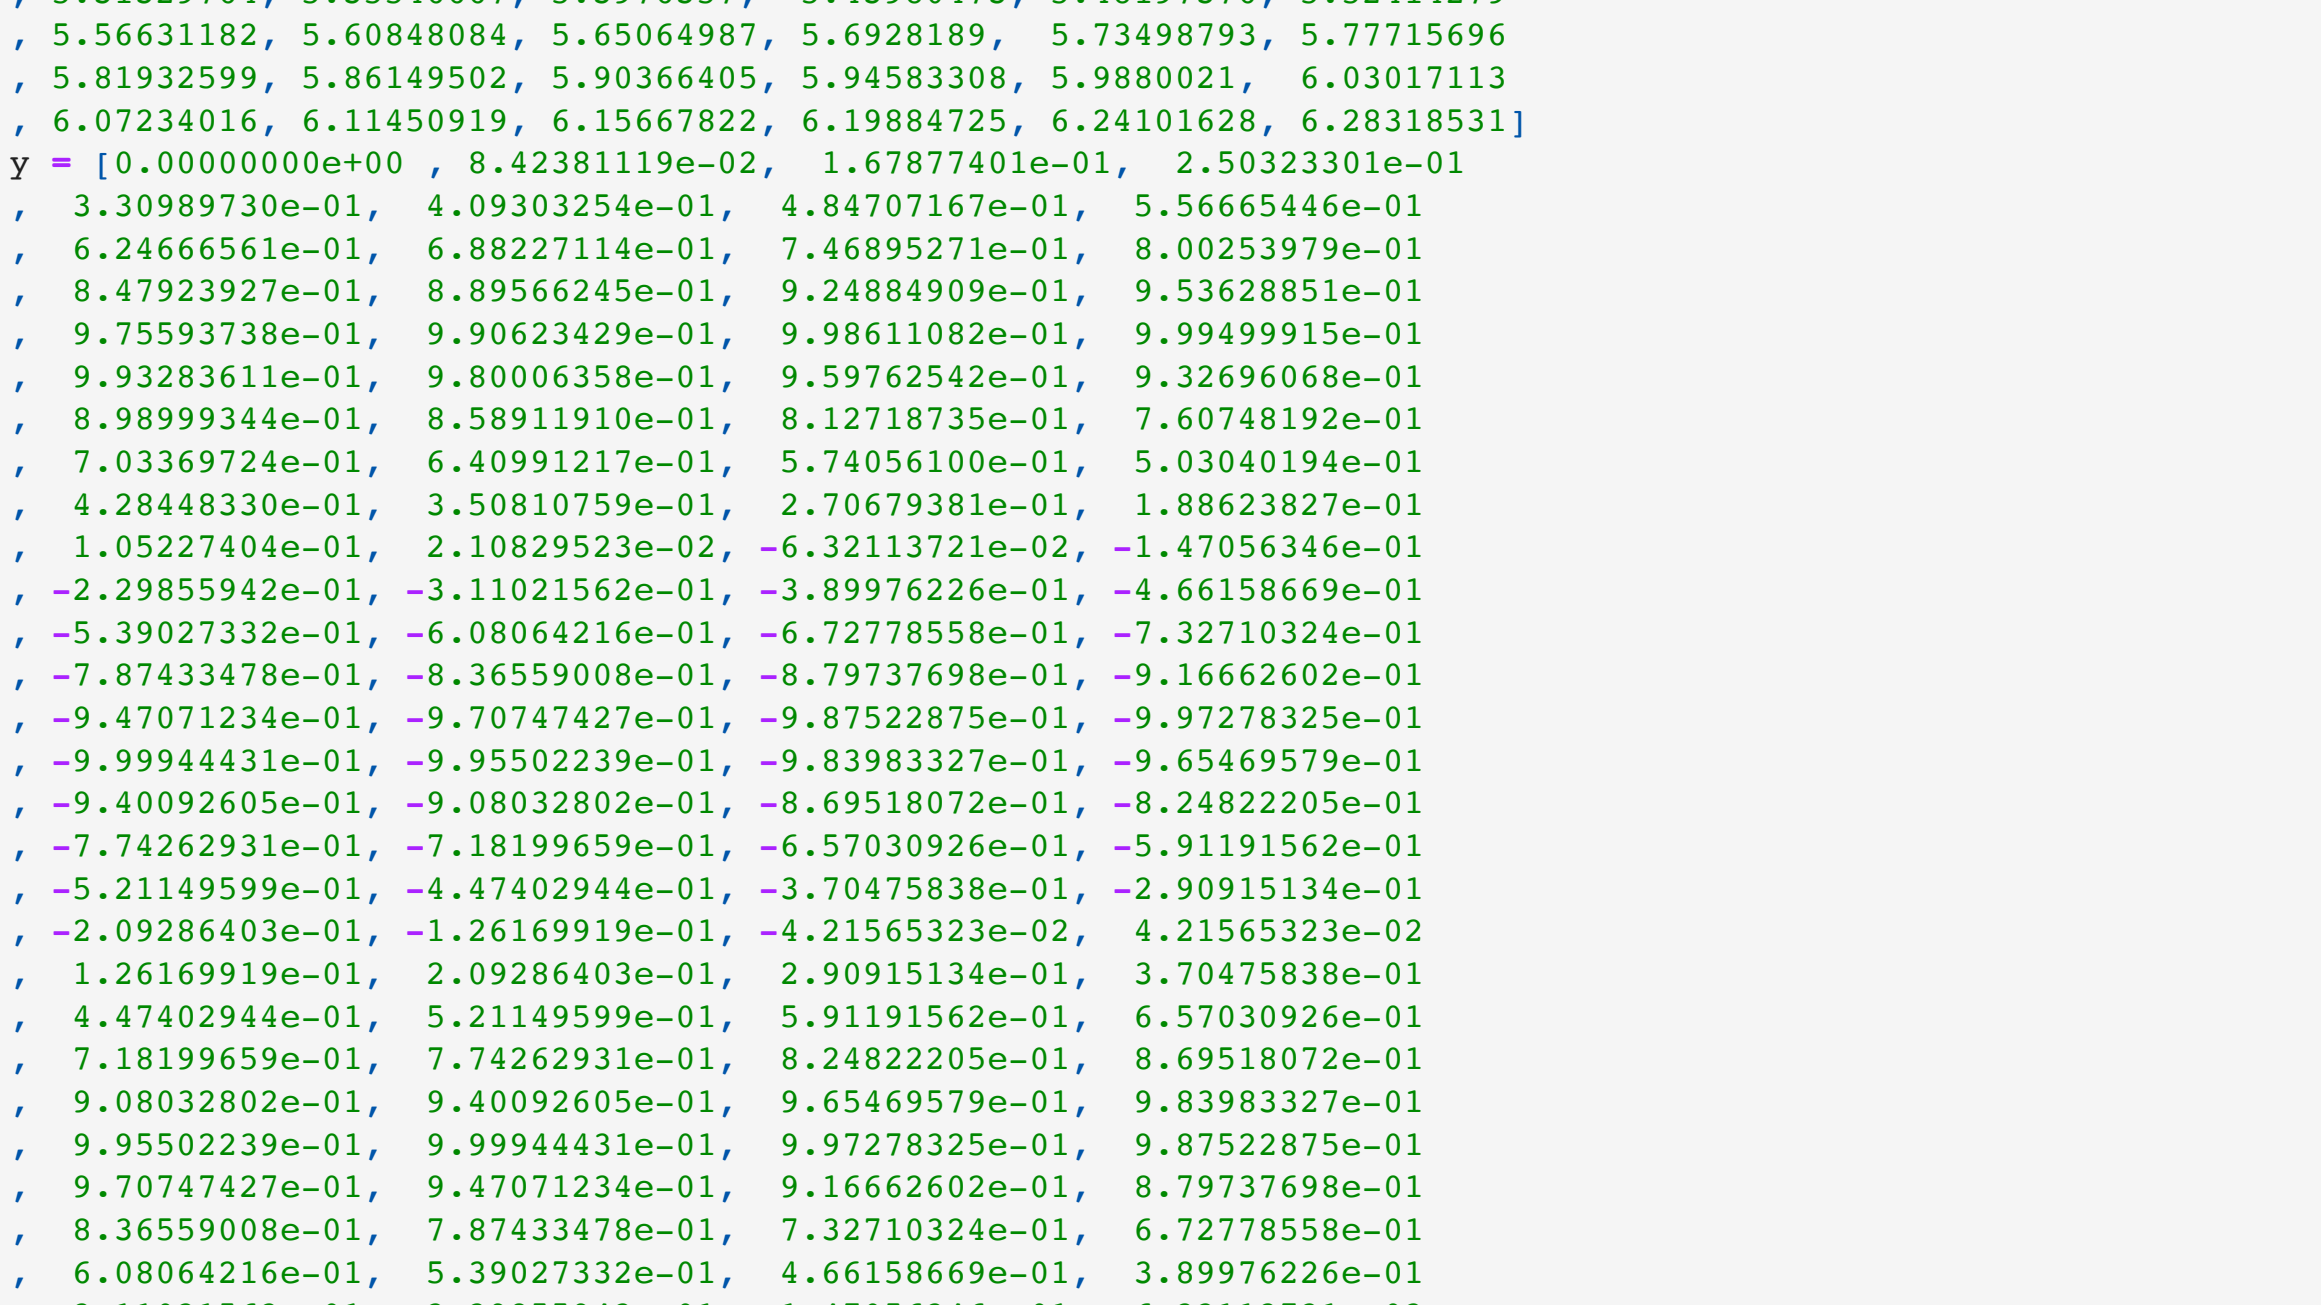 , 5.56631182, 5.60848084, 5.65064987, 5.6928189,  5.73498793, 5.77715696
, 5.81932599, 5.86149502, 5.90366405, 5.94583308, 5.9880021,  6.03017113
, 6.07234016, 6.11450919, 6.15667822, 6.19884725, 6.24101628, 6.28318531]
y = [0.00000000e+00 , 8.42381119e-02,  1.67877401e-01,  2.50323301e-01
,  3.30989730e-01,  4.09303254e-01,  4.84707167e-01,  5.56665446e-01
,  6.24666561e-01,  6.88227114e-01,  7.46895271e-01,  8.00253979e-01
,  8.47923927e-01,  8.89566245e-01,  9.24884909e-01,  9.53628851e-01
,  9.75593738e-01,  9.90623429e-01,  9.98611082e-01,  9.99499915e-01
,  9.93283611e-01,  9.80006358e-01,  9.59762542e-01,  9.32696068e-01
,  8.98999344e-01,  8.58911910e-01,  8.12718735e-01,  7.60748192e-01
,  7.03369724e-01,  6.40991217e-01,  5.74056100e-01,  5.03040194e-01
,  4.28448330e-01,  3.50810759e-01,  2.70679381e-01,  1.88623827e-01
,  1.05227404e-01,  2.10829523e-02, -6.32113721e-02, -1.47056346e-01
, -2.29855942e-01, -3.11021562e-01, -3.89976226e-01, -4.66158669e-01
, -5.39027332e-01, -6.08064216e-01, -6.72778558e-01, -7.32710324e-01
, -7.87433478e-01, -8.36559008e-01, -8.79737698e-01, -9.16662602e-01
, -9.47071234e-01, -9.70747427e-01, -9.87522875e-01, -9.97278325e-01
, -9.99944431e-01, -9.95502239e-01, -9.83983327e-01, -9.65469579e-01
, -9.40092605e-01, -9.08032802e-01, -8.69518072e-01, -8.24822205e-01
, -7.74262931e-01, -7.18199659e-01, -6.57030926e-01, -5.91191562e-01
, -5.21149599e-01, -4.47402944e-01, -3.70475838e-01, -2.90915134e-01
, -2.09286403e-01, -1.26169919e-01, -4.21565323e-02,  4.21565323e-02
,  1.26169919e-01,  2.09286403e-01,  2.90915134e-01,  3.70475838e-01
,  4.47402944e-01,  5.21149599e-01,  5.91191562e-01,  6.57030926e-01
,  7.18199659e-01,  7.74262931e-01,  8.24822205e-01,  8.69518072e-01
,  9.08032802e-01,  9.40092605e-01,  9.65469579e-01,  9.83983327e-01
,  9.95502239e-01,  9.99944431e-01,  9.97278325e-01,  9.87522875e-01
,  9.70747427e-01,  9.47071234e-01,  9.16662602e-01,  8.79737698e-01
,  8.36559008e-01,  7.87433478e-01,  7.32710324e-01,  6.72778558e-01
,  6.08064216e-01,  5.39027332e-01,  4.66158669e-01,  3.89976226e-01